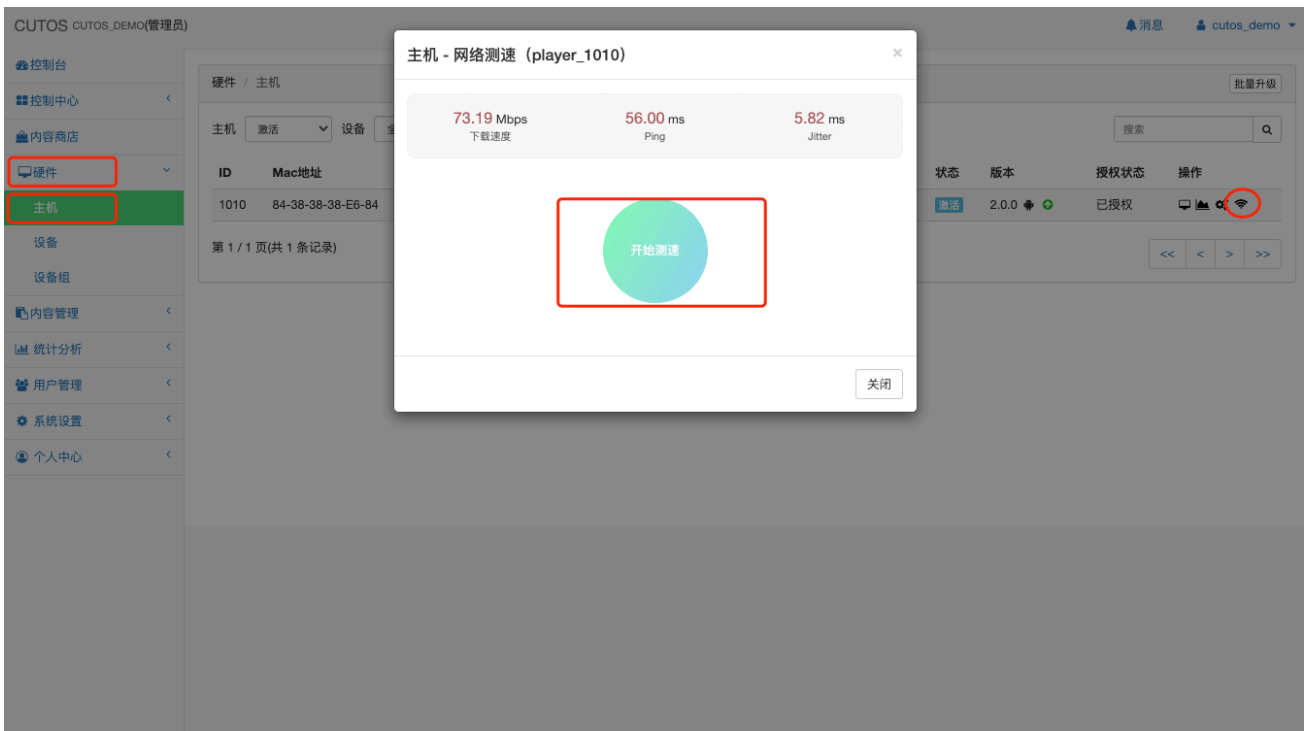 CUTOS CUTOS_DEMO(管理员)
消息
cutos_demo
控制台
控制中心
内容商店
硬件
主机
设备
设备组
内容管理
统计分析
用户管理
系统设置
个人中心
硬件 / 主机
批量升级
主机 激活 设备
搜索
ID Mac地址 状态 版本 授权状态 操作
1010 84-38-38-38-E6-84 激活 2.0.0 已授权
第 1 / 1 页(共 1 条记录)
<< < > >>
主机 - 网络测速（player_1010）
×
73.19 Mbps 56.00 ms 5.82 ms
下载速度 Ping Jitter
开始测速
关闭